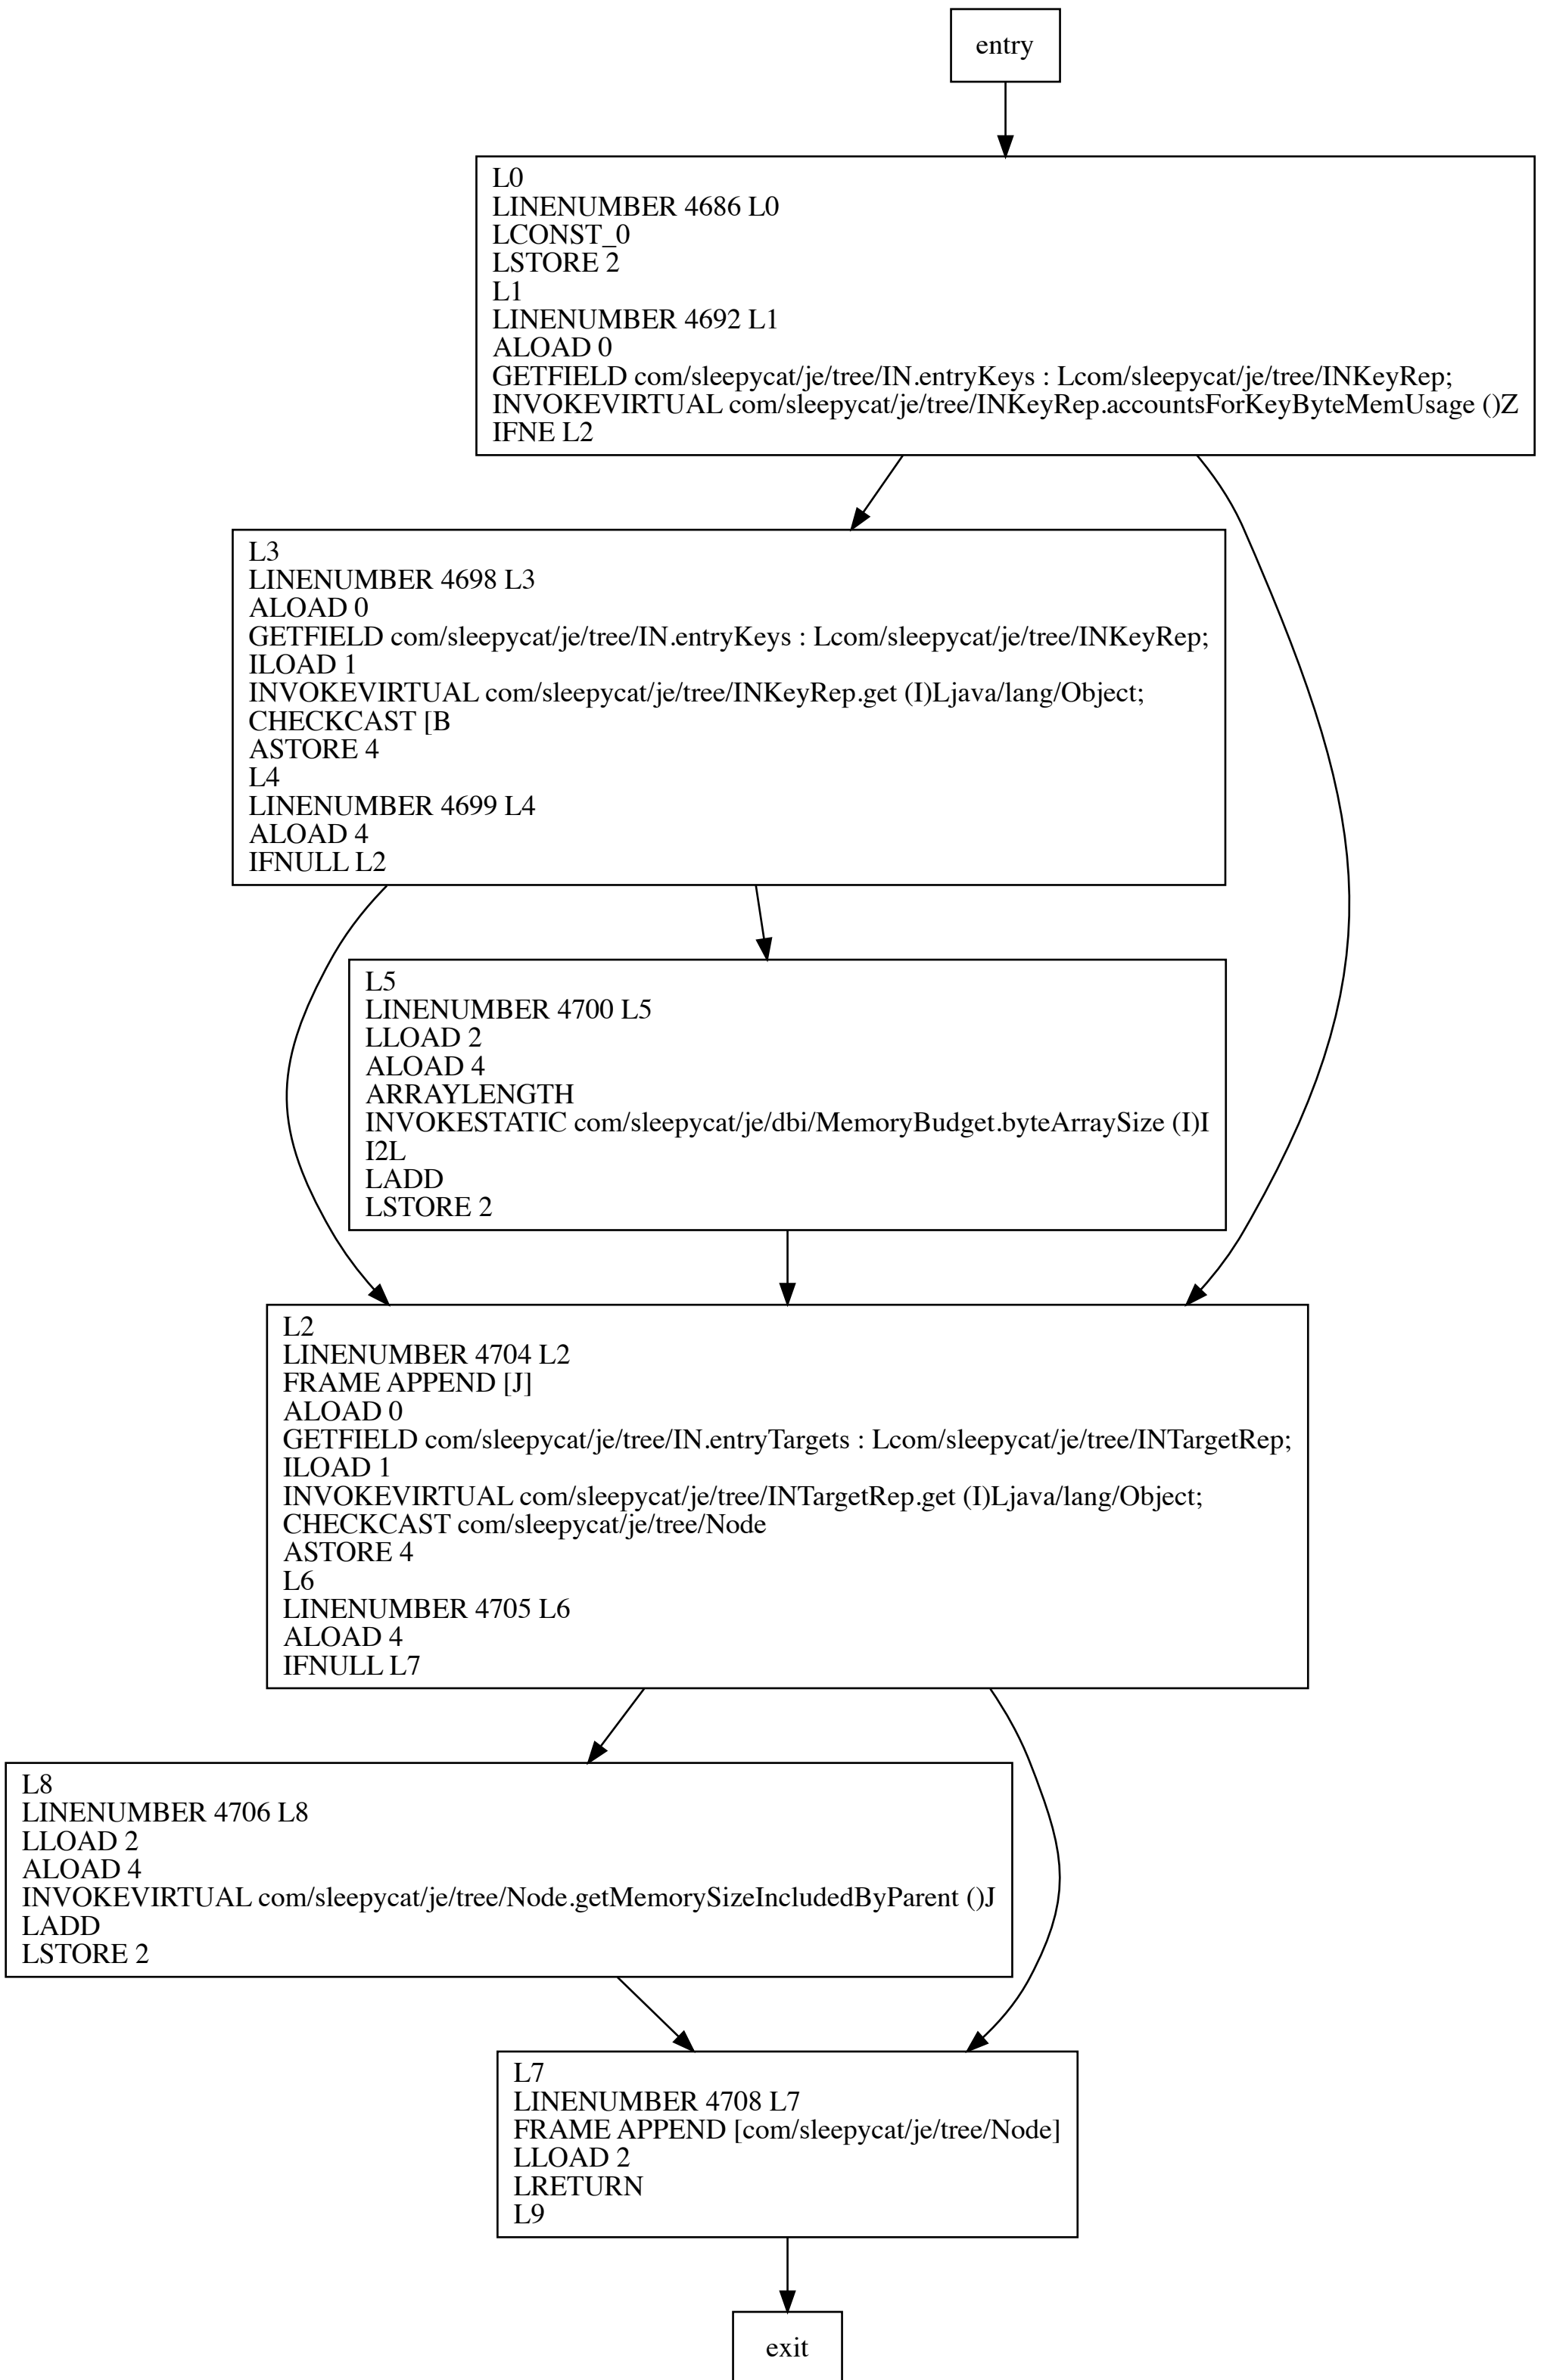 entry
L0
LINENUMBER 4686 L0
LCONST_0
LSTORE 2
L1
LINENUMBER 4692 L1
ALOAD 0
GETFIELD com/sleepycat/je/tree/IN.entryKeys : Lcom/sleepycat/je/tree/INKeyRep;
INVOKEVIRTUAL com/sleepycat/je/tree/INKeyRep.accountsForKeyByteMemUsage ()Z
IFNE L2
L3
LINENUMBER 4698 L3
ALOAD 0
GETFIELD com/sleepycat/je/tree/IN.entryKeys : Lcom/sleepycat/je/tree/INKeyRep;
ILOAD 1
INVOKEVIRTUAL com/sleepycat/je/tree/INKeyRep.get (I)Ljava/lang/Object;
CHECKCAST [B
ASTORE 4
L4
LINENUMBER 4699 L4
ALOAD 4
IFNULL L2
L5
LINENUMBER 4700 L5
LLOAD 2
ALOAD 4
ARRAYLENGTH
INVOKESTATIC com/sleepycat/je/dbi/MemoryBudget.byteArraySize (I)I
I2L
LADD
LSTORE 2
L2
LINENUMBER 4704 L2
FRAME APPEND [J]
ALOAD 0
GETFIELD com/sleepycat/je/tree/IN.entryTargets : Lcom/sleepycat/je/tree/INTargetRep;
ILOAD 1
INVOKEVIRTUAL com/sleepycat/je/tree/INTargetRep.get (I)Ljava/lang/Object;
CHECKCAST com/sleepycat/je/tree/Node
ASTORE 4
L6
LINENUMBER 4705 L6
ALOAD 4
IFNULL L7
L8
LINENUMBER 4706 L8
LLOAD 2
ALOAD 4
INVOKEVIRTUAL com/sleepycat/je/tree/Node.getMemorySizeIncludedByParent ()J
LADD
LSTORE 2
L7
LINENUMBER 4708 L7
FRAME APPEND [com/sleepycat/je/tree/Node]
LLOAD 2
LRETURN
L9
exit